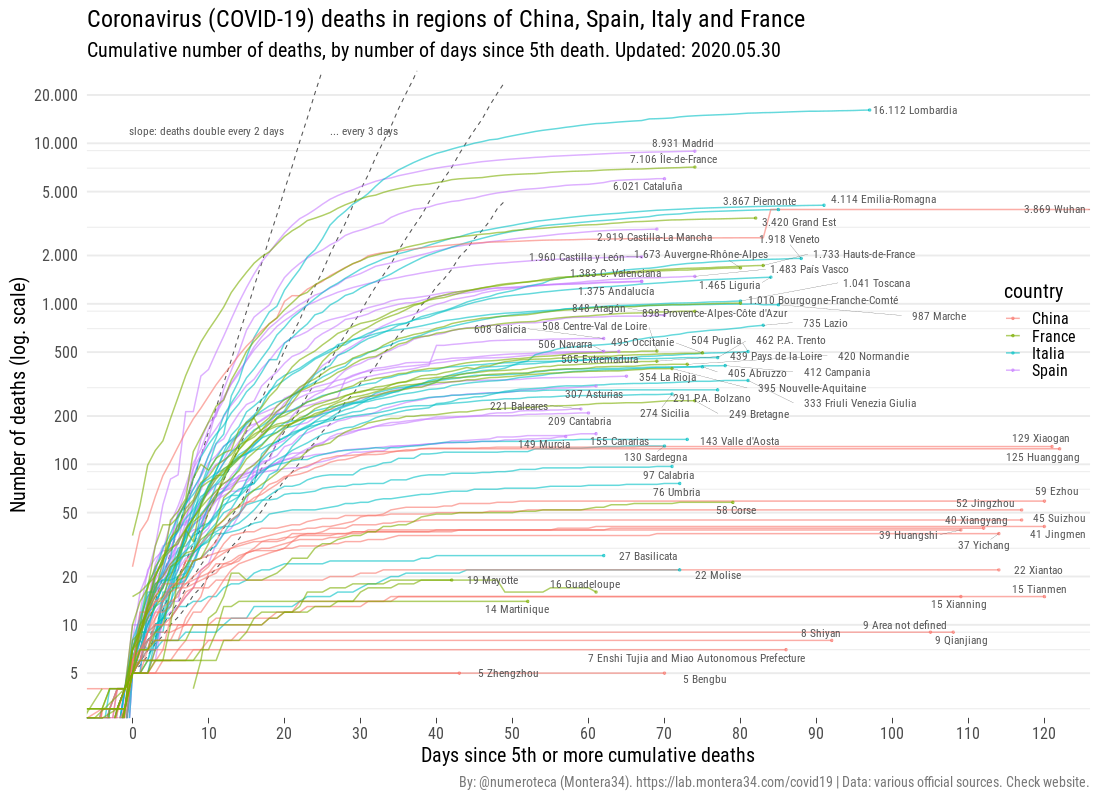 Coronavirus (COVID-19) deaths in regions of China, Spain, Italy and France
Cumulative number of deaths, by number of days since 5th death. Updated: 2020.05.30
Number of deaths (log. scale)
20.000
10.000
5.000
2.000
1.000
500
200
100
50
20
10
5
slope: deaths double every 2 days
... every 3 days
16.112 Lombardia
8.931 Madrid
7.106 Île-de-France
6.021 Cataluña
3.867 Piemonte
4.114 Emilia-Romagna
3.869 Wuhan
3.420 Grand Est
2.919 Castilla-La Mancha
1.918 Veneto
1.960 Castilla y León
1.673 Auvergne-Rhône-Alpes
1.733 Hauts-de-France
1.383 C. Valenciana
1.483 País Vasco
1.465 Liguria
1.041 Toscana
1.375 Andalucía
1.010 Bourgogne-Franche-Comté
848 Aragón
898 Provence-Alpes-Côte d'Azur
987 Marche
735 Lazio
608 Galicia
508 Centre-Val de Loire
506 Navarra
495 Occitanie
504 Puglia
462 P.A. Trento
505 Extremadura
439 Pays de la Loire
420 Normandie
354 La Rioja
405 Abruzzo
412 Campania
307 Asturias
395 Nouvelle-Aquitaine
291 P.A. Bolzano
333 Friuli Venezia Giulia
221 Baleares
274 Sicilia
249 Bretagne
209 Cantabria
149 Murcia
155 Canarias
143 Valle d'Aosta
129 Xiaogan
130 Sardegna
125 Huanggang
97 Calabria
76 Umbria
59 Ezhou
58 Corse
52 Jingzhou
40 Xiangyang
45 Suizhou
39 Huangshi
41 Jingmen
37 Yichang
27 Basilicata
22 Molise
22 Xiantao
19 Mayotte
16 Guadeloupe
15 Tianmen
14 Martinique
15 Xianning
9 Area not defined
8 Shiyan
9 Qianjiang
7 Enshi Tujia and Miao Autonomous Prefecture
5 Zhengzhou
5 Bengbu
country
China
France
Italia
Spain
0 10 20 30 40 50 60 70 80 90 100 110 120
Days since 5th or more cumulative deaths
By: @numeroteca (Montera34). https://lab.montera34.com/covid19 | Data: various official sources. Check website.